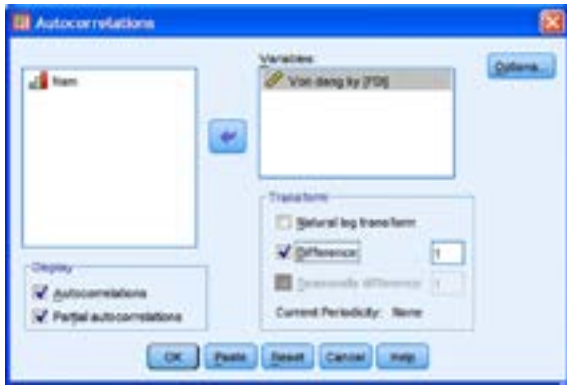 Autocorrelations
Nam
Variables:
Von dang ky [FDI]
Options...
Transform
Natural log transform
Difference: 1
Seasonally difference: 1
Current Periodicity: None
Display
Autocorrelations
Partial autocorrelations
OK
Paste
Reset
Cancel
Help